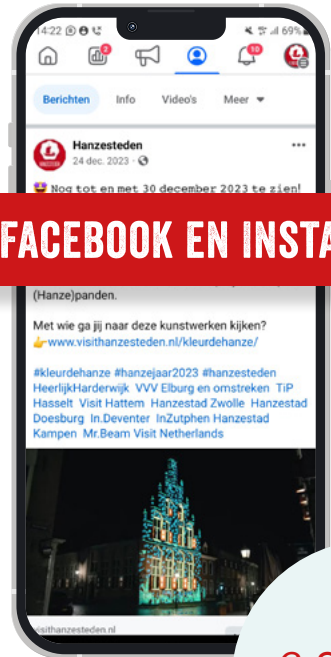 14:22
69%
2
10
Berichten Info Video's Meer
Hanzesteden
24 dec. 2023 ·
Nog tot en met 30 december 2023 te zien!
FACEBOOK EN INSTA
(Hanze)panden.
Met wie ga jij naar deze kunstwerken kijken?
👉www.visithanzesteden.nl/kleurdehanze/
#kleurdehanze #hanzejaar2023 #hanzesteden
HeerlijkHarderwijk VVV Elburg en omstreken TiP
Hasselt Visit Hattem Hanzestad Zwolle Hanzestad
Doesburg In.Deventer InZutphen Hanzestad
Kampen Mr.Beam Visit Netherlands
visithanzesteden.nl